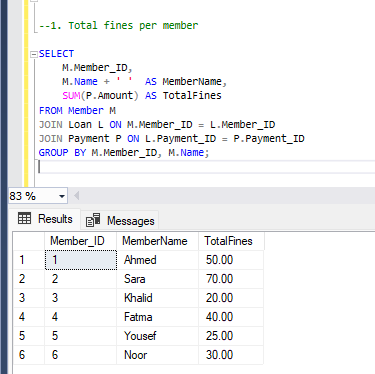 --1. Total fines per member
SELECT
M.Member_ID,
M.Name + ' ' AS MemberName,
SUM(P.Amount) AS TotalFines
FROM Member M
JOIN Loan L ON M.Member_ID = L.Member_ID
JOIN Payment P ON L.Payment_ID = P.Payment_ID
GROUP BY M.Member_ID, M.Name;
83 %
Results Messages
Member_ID MemberName TotalFines
1 1 Ahmed 50.00
2 2 Sara 70.00
3 3 Khalid 20.00
4 4 Fatma 40.00
5 5 Yousef 25.00
6 6 Noor 30.00